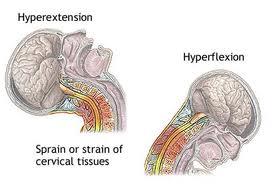 Hyperextension
Hyperflexion
Sprain or strain of
cervical tissues